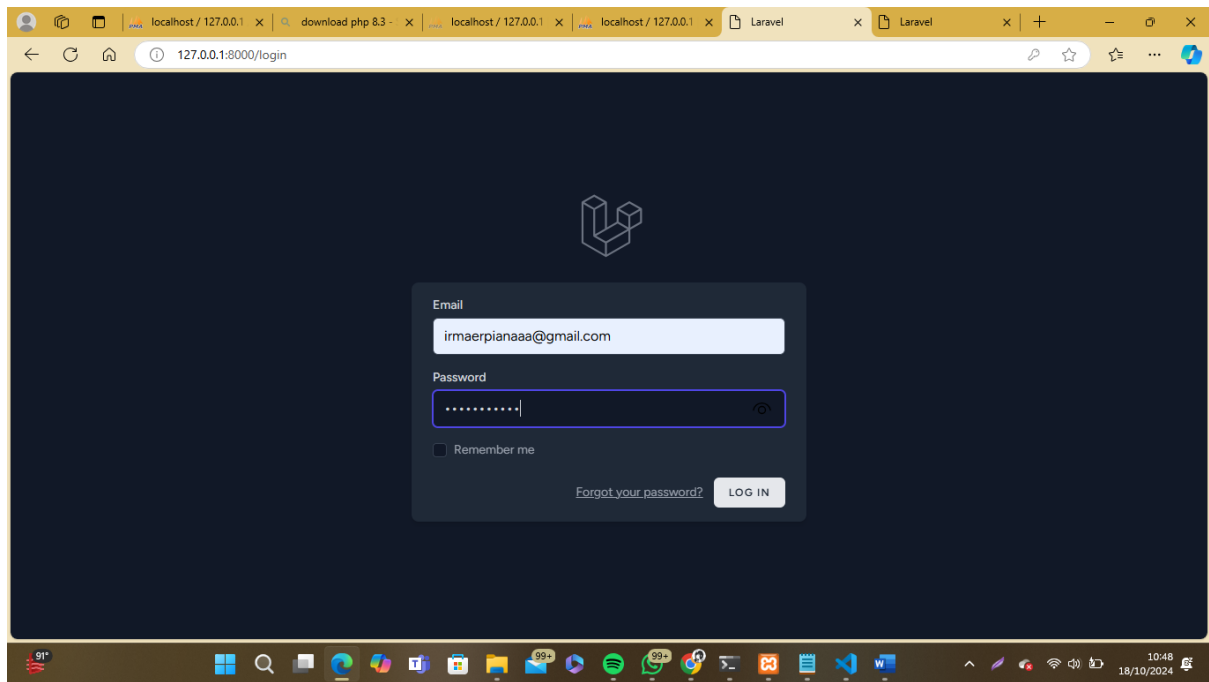 localhost / 127.0.0.1
download php 8.3 -
localhost / 127.0.0.1
localhost / 127.0.0.1
Laravel
Laravel
127.0.0.1:8000/login
Email
irmaerpianaaa@gmail.com
Password
Remember me
Forgot your password?
LOG IN
91°
99+
99+
10:48
18/10/2024